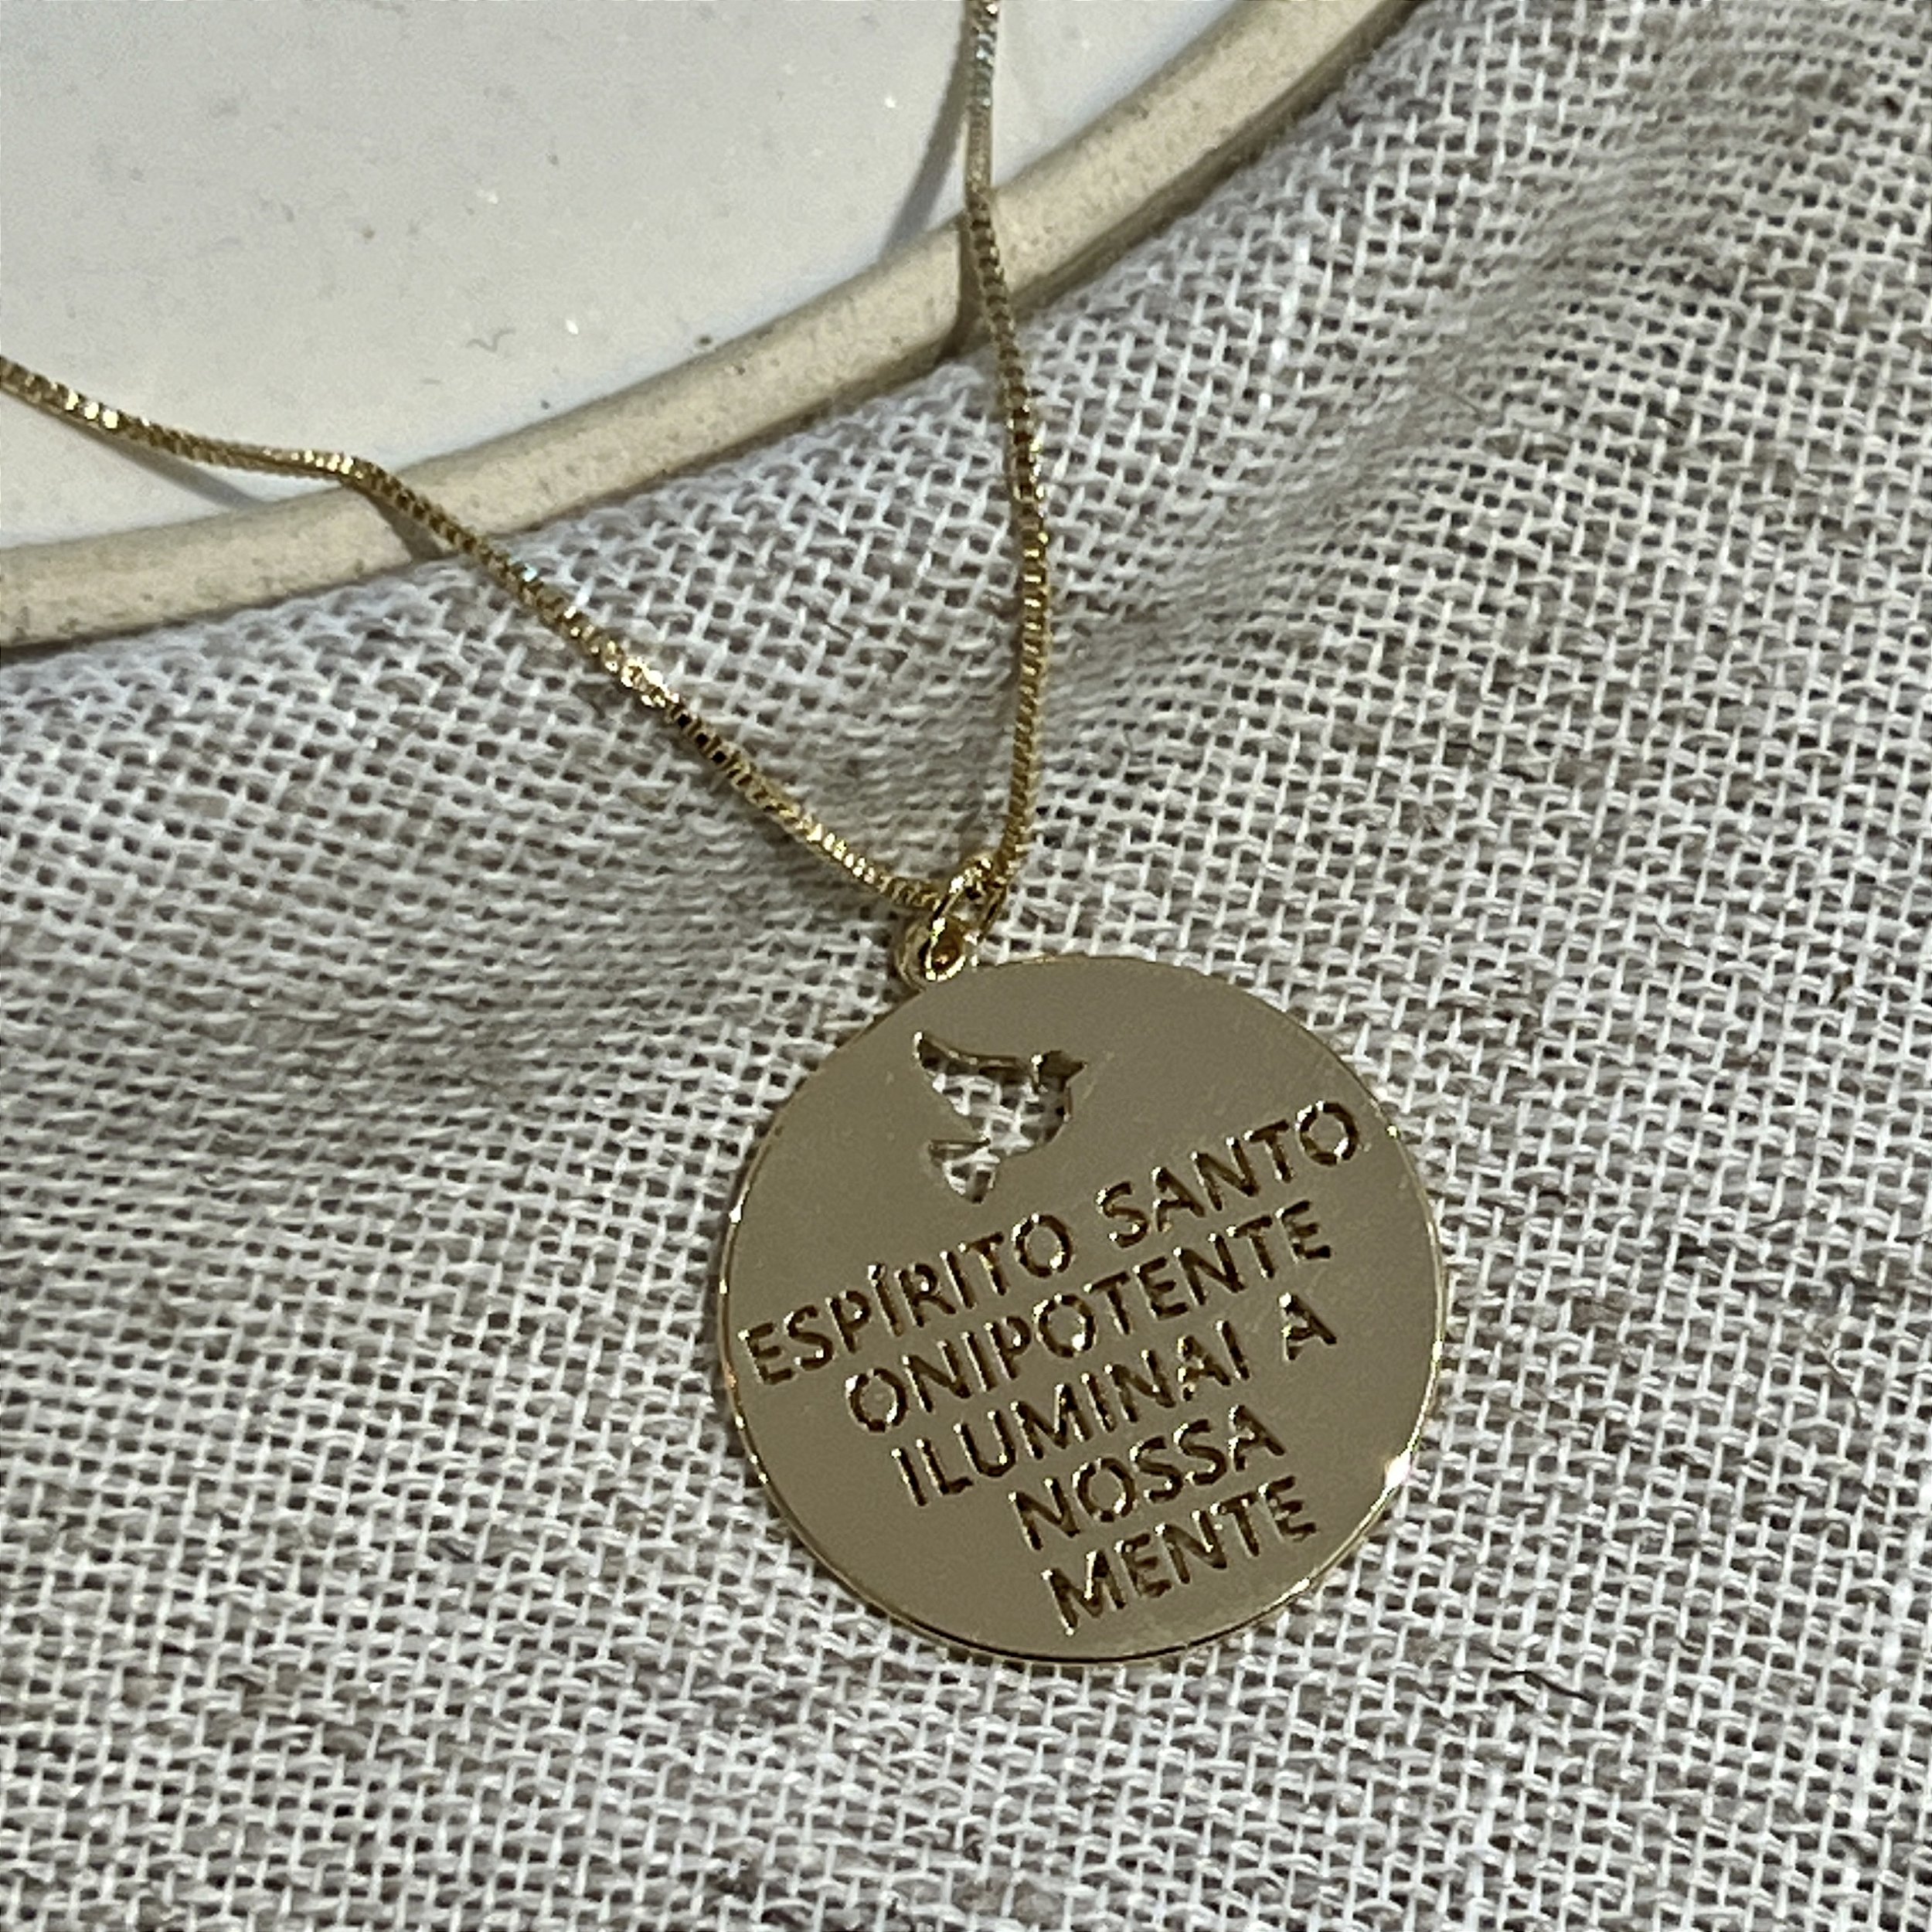 ESPÍRITO SANTO
ONIPOTENTE
ILUMINAI A
NOSSA
MENTE